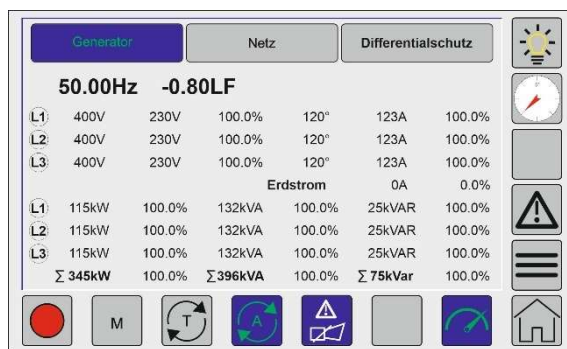 Generator Netz Differentialschutz
50.00Hz -0.80LF
L1 400V 230V 100.0% 120° 123A 100.0%
L2 400V 230V 100.0% 120° 123A 100.0%
L3 400V 230V 100.0% 120° 123A 100.0%
Erdstrom 0A 0.0%
L1 115kW 100.0% 132kVA 100.0% 25kVAR 100.0%
L2 115kW 100.0% 132kVA 100.0% 25kVAR 100.0%
L3 115kW 100.0% 132kVA 100.0% 25kVAR 100.0%
∑ 345kW 100.0% ∑ 396kVA 100.0% ∑ 75kVar 100.0%
M T A